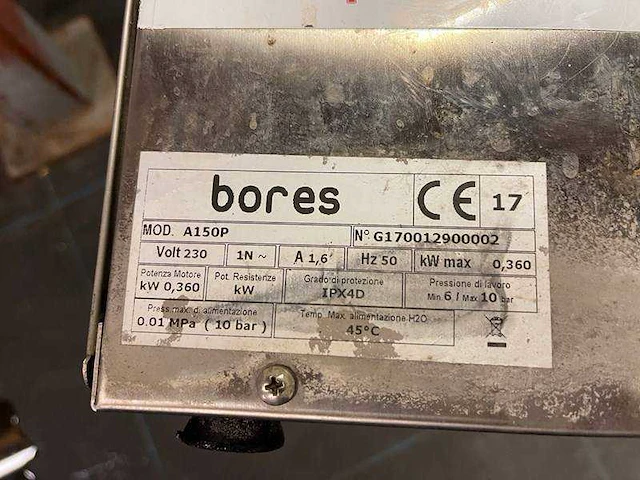 bores CE 17
MOD. A150P N° G170012900002
Volt 230 1N ~ A 1,6 Hz 50 kW max 0,360
Potenza Motore Pot. Resistenze Grado di protezione Pressione di lavoro
kW 0,360 kW IPX4D Min 6 / Max 10 bar
Press. max. di alimentazione Temp. Max. alimentazione H2O
0.01 MPa ( 10 bar ) 45°C